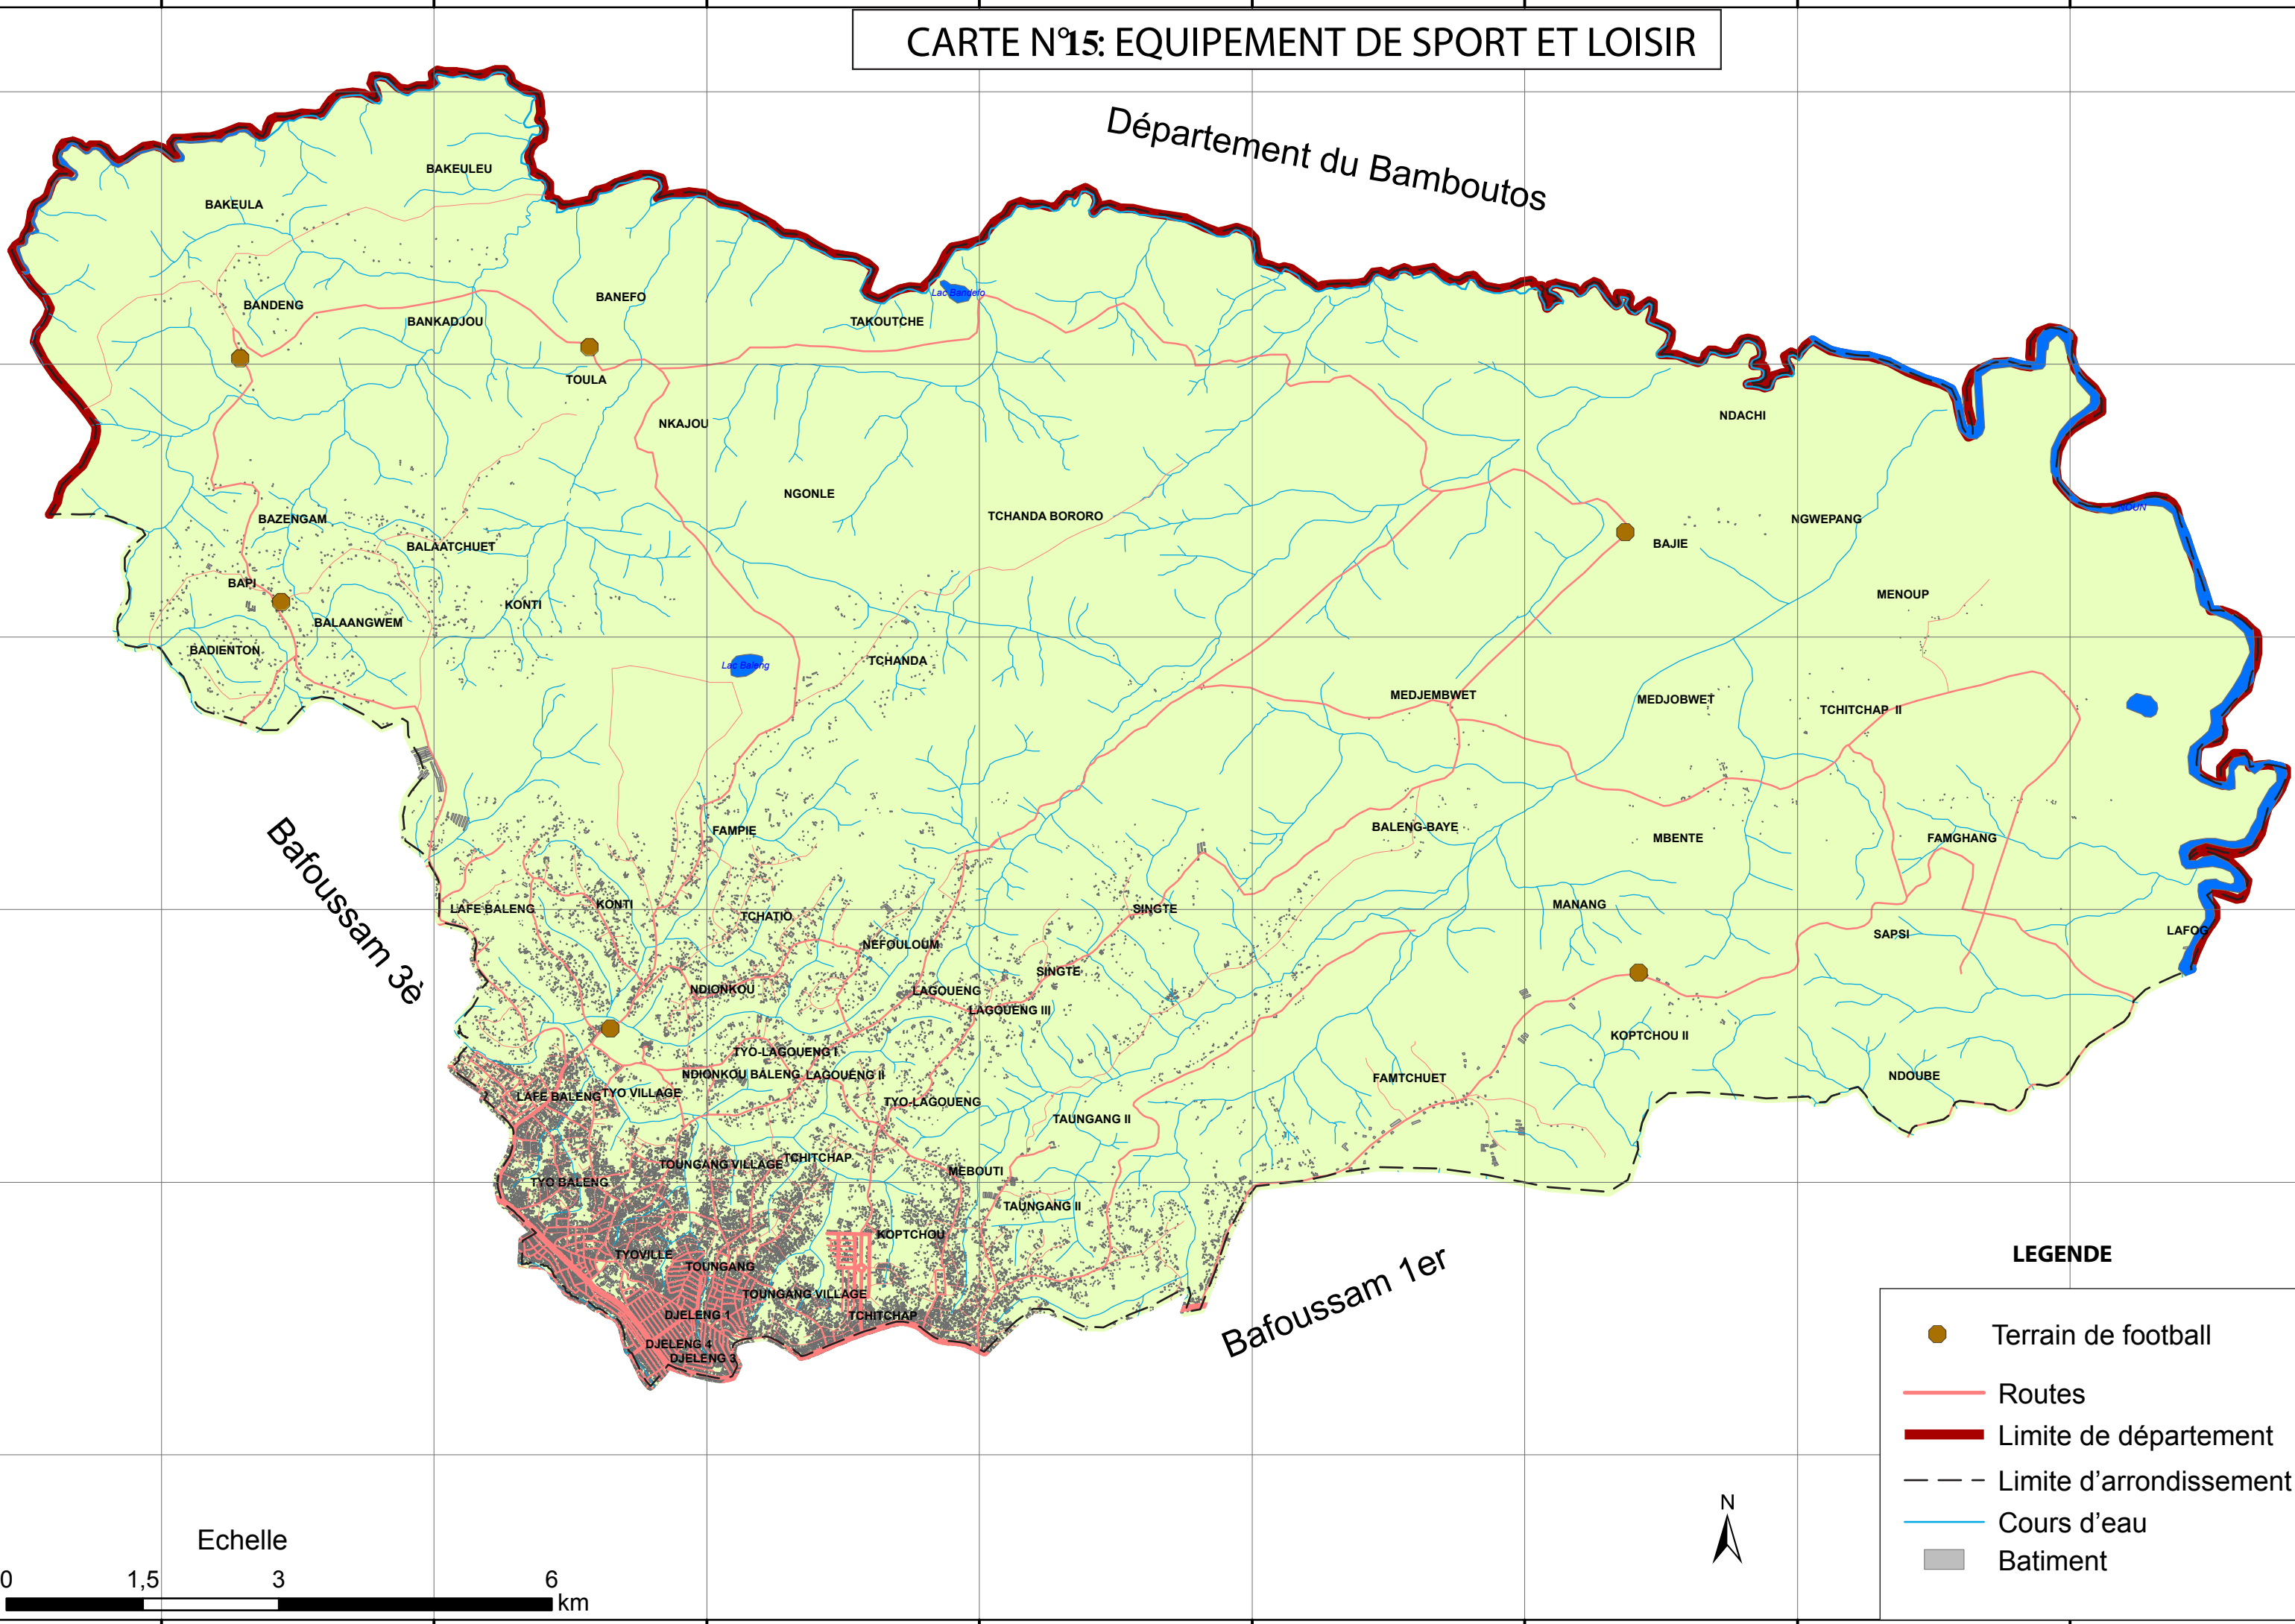 CARTE N°15: EQUIPEMENT DE SPORT ET LOISIR
Département du Bamboutos
BAKEULEU
BAKEULA
BANEFO
Lac Bandefo
BANDENG
BANKADJOU
TAKOUTCHE
TOULA
NDACHI
NKAJOU
NGONLE
NOUN
TCHANDA BORORO
BAZENGAM
NGWEPANG
BALAATCHUET
BAJIE
BAPI
MENOUP
KONTI
BALAANGWEM
BADIENTON
TCHANDA
Lac Baleng
MEDJEMBWET
MEDJOBWET
TCHITCHAP II
FAMPIE
BALENG-BAYE
MBENTE
FAMGHANG
LAFE BALENG
KONTI
TCHATIO
SINGTE
MANANG
NEFOULOUM
SAPSI
LAFOG
Bafoussam 3è
SINGTE
NDIONKOU
LAGOUENG
LAGOUENG III
KOPTCHOU II
TYO-LAGOUENG I
NDIONKOU BALENG
LAGOUENG II
FAMTCHUET
NDOUBE
LAFE BALENG
TYO VILLAGE
TYO-LAGOUENG
TAUNGANG II
TCHITCHAP
TOUNGANG VILLAGE
MEBOUTI
TYO BALENG
TAUNGANG II
KOPTCHOU
TYOVILLE
TOUNGANG
TOUNGANG VILLAGE
DJELENG 1
TCHITCHAP
DJELENG 4
DJELENG 3
Bafoussam 1er
LEGENDE
Terrain de football
Routes
Limite de département
Limite d'arrondissement
Cours d'eau
Batiment
N
Echelle
0 1,5 3 6
km